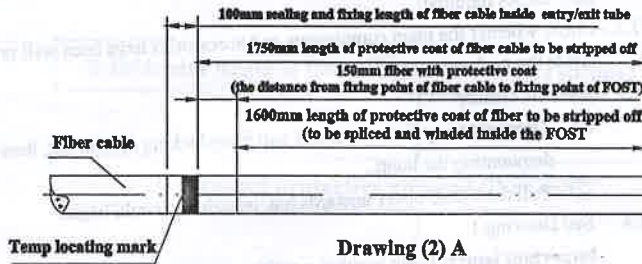 100mm sealing and fixing length of fiber cable inside entry/exit tube
1750mm length of protective coat of fiber cable to be stripped off
150mm fiber with protective coat
(the distance from fixing point of fiber cable to fixing point of FOST)
1600mm length of protective coat of fiber to be stripped off
(to be spliced and winded inside the FOST
Fiber cable
Temp locating mark
Drawing (2) A